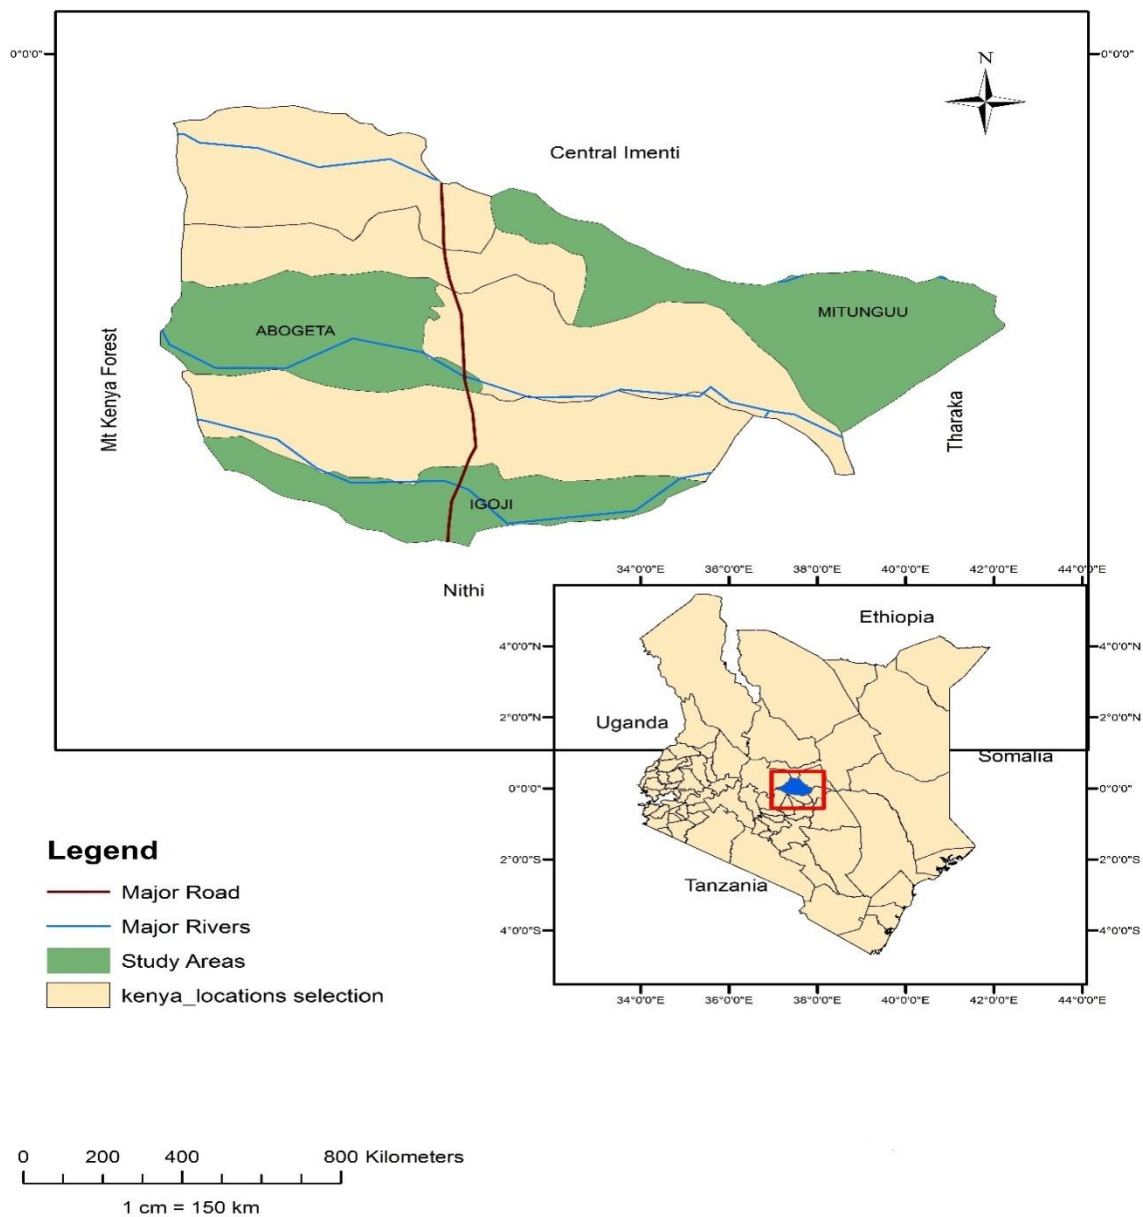 0°0'0"
0°0'0"
N
Central Imenti
MITUNGUU
ABOGETA
Mt Kenya Forest
Tharaka
IGOJI
Nithi
34°0'0"E 36°0'0"E 38°0'0"E 40°0'0"E 42°0'0"E 44°0'0"E
Ethiopia
4°0'0"N
4°0'0"N
2°0'0"N
2°0'0"N
Uganda
Somalia
0°0'0"
0°0'0"
2°0'0"S
2°0'0"S
Tanzania
4°0'0"S
4°0'0"S
34°0'0"E 36°0'0"E 38°0'0"E 40°0'0"E 42°0'0"E 44°0'0"E
Legend
Major Road
Major Rivers
Study Areas
kenya_locations selection
0 200 400 800 Kilometers
1 cm = 150 km